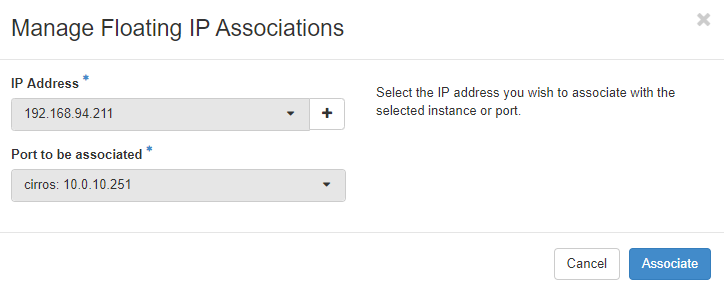 Manage Floating IP Associations
×
IP Address *
192.168.94.211
+
Select the IP address you wish to associate with the
selected instance or port.
Port to be associated *
cirros: 10.0.10.251
Cancel
Associate